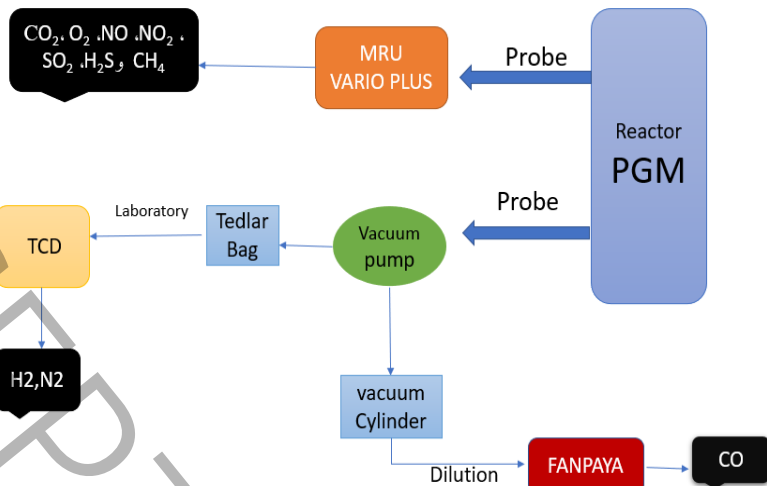 CO₂، O₂ ،NO ،NO₂ ،
SO₂ ،H₂S و CH₄
MRU
VARIO PLUS
Probe
Reactor
PGM
Probe
Laboratory
Tedlar
Bag
Vacuum
pump
TCD
H2,N2
vacuum
Cylinder
Dilution
FANPAYA
CO